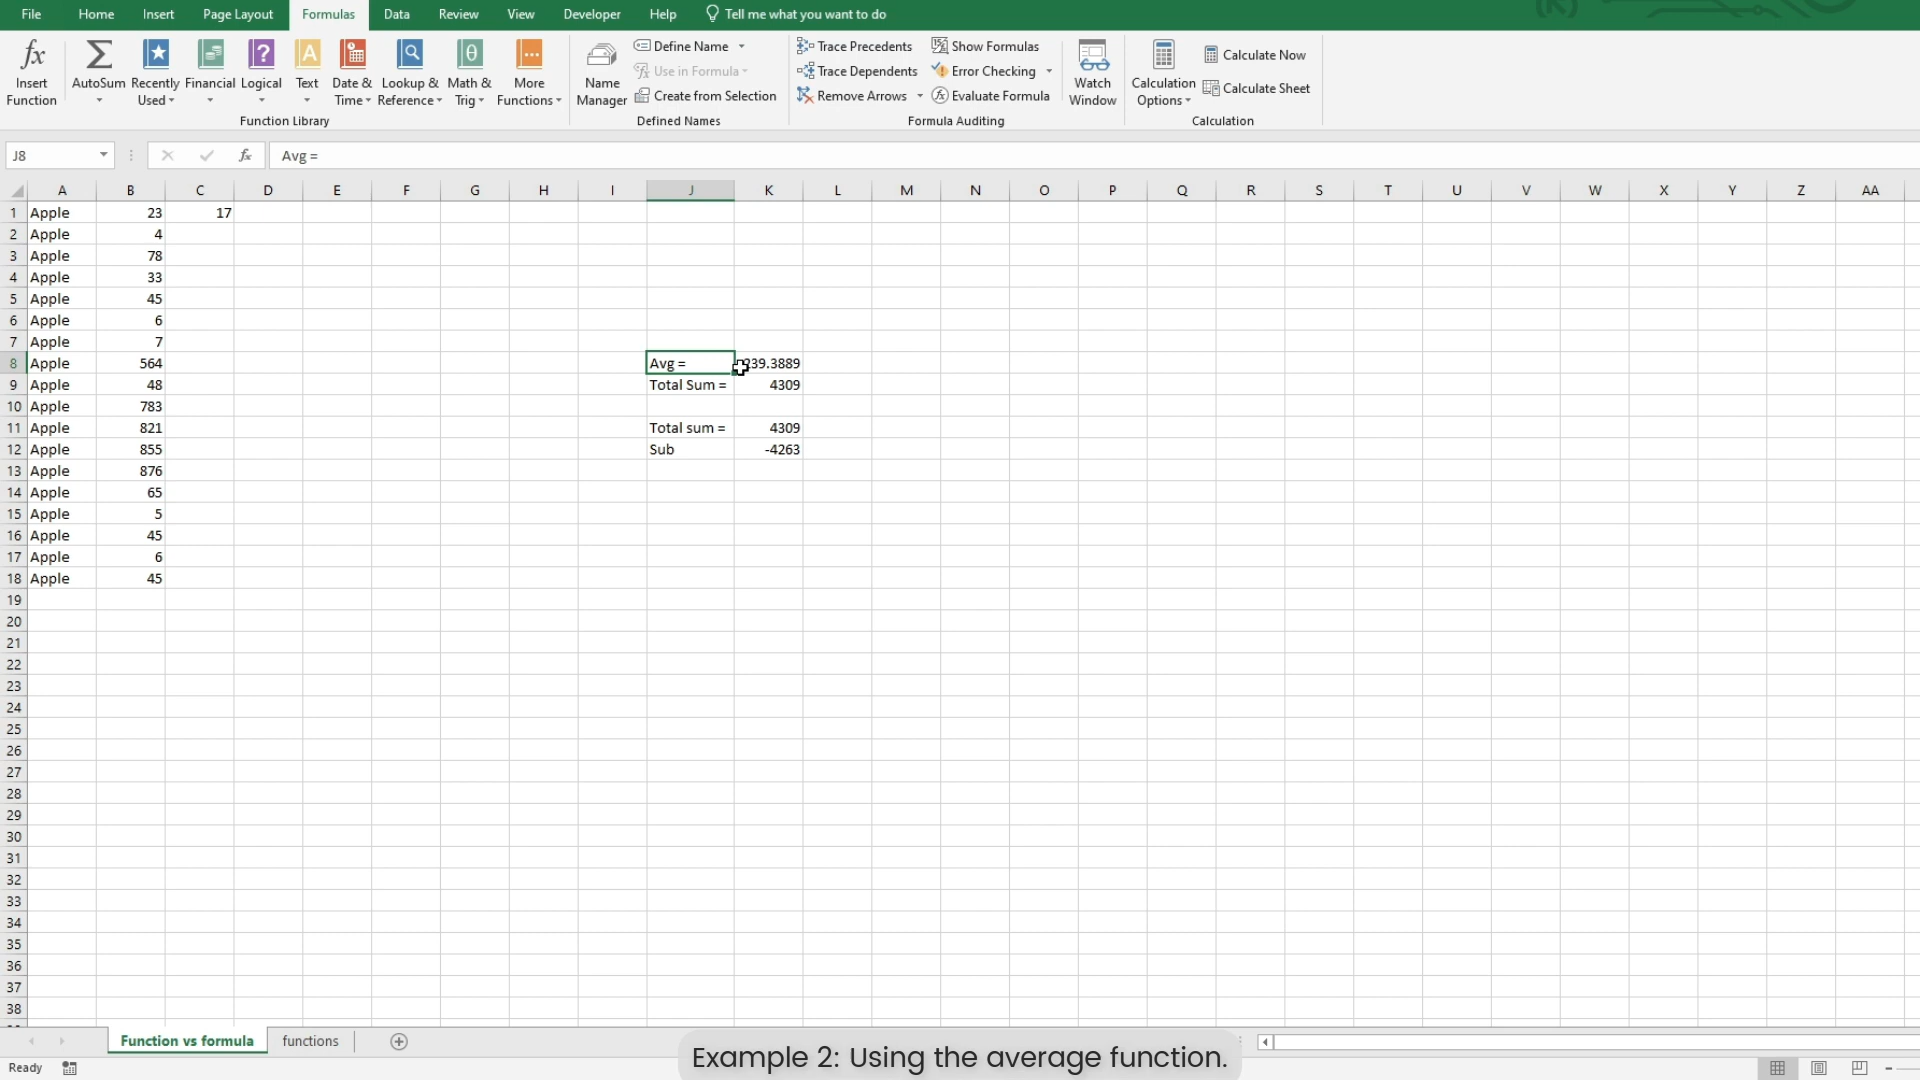 File Home Insert Page Layout Formulas Data Review View Developer Help Tell me what you want to do
Insert Function
AutoSum
Recently Used
Financial
Logical
Text
Date & Time
Lookup & Reference
Math & Trig
More Functions
Function Library
Name Manager
Define Name
Use in Formula
Create from Selection
Defined Names
Trace Precedents
Trace Dependents
Remove Arrows
Show Formulas
Error Checking
Evaluate Formula
Formula Auditing
Watch Window
Calculation Options
Calculate Now
Calculate Sheet
Calculation
J8 fx Avg =
A B C D E F G H I J K L M N O P Q R S T U V W X Y Z AA
1 Apple 23 17
2 Apple 4
3 Apple 78
4 Apple 33
5 Apple 45
6 Apple 6
7 Apple 7
8 Apple 564 Avg = 239.3889
9 Apple 48 Total Sum = 4309
10 Apple 783
11 Apple 821 Total sum = 4309
12 Apple 855 Sub -4263
13 Apple 876
14 Apple 65
15 Apple 5
16 Apple 45
17 Apple 6
18 Apple 45
19
20
21
22
23
24
25
26
27
28
29
30
31
32
33
34
35
36
37
38
Function vs formula functions
Example 2: Using the average function.
Ready